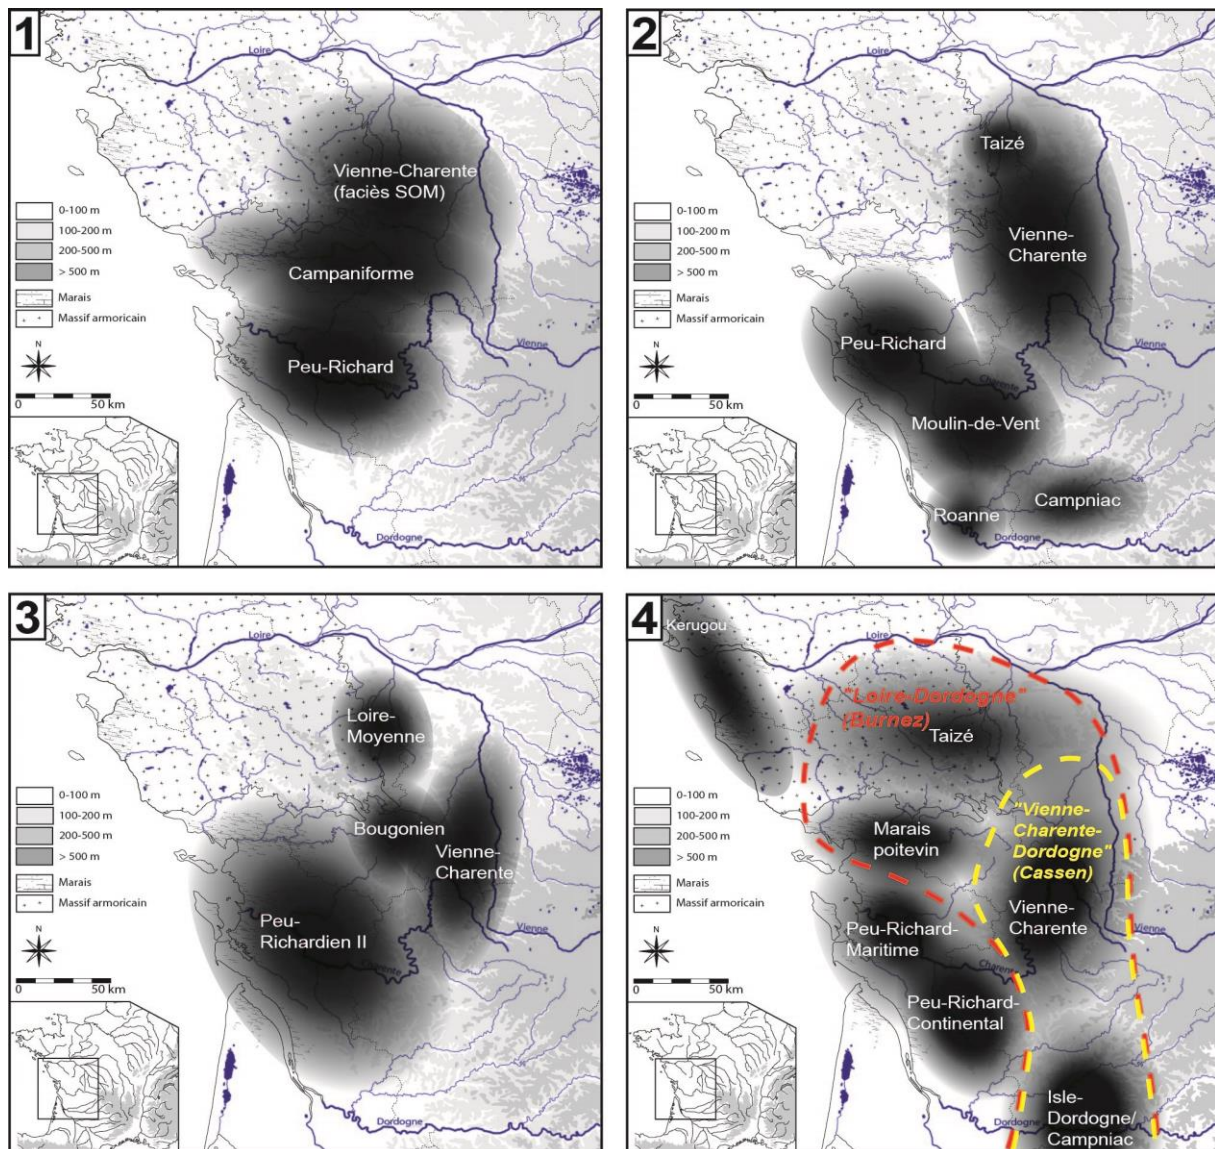 1
Loire
Vienne-Charente
(faciès SOM)
Campaniforme
Peu-Richard
Charente
Vienne
0-100 m
100-200 m
200-500 m
> 500 m
Marais
Massif armoricain
N
0 50 km
Dordogne
2
Loire
Taizé
Vienne-
Charente
Peu-Richard
Charente
Moulin-de-Vent
Campniac
Roanne
Vienne
0-100 m
100-200 m
200-500 m
> 500 m
Marais
Massif armoricain
N
0 50 km
Dordogne
3
Loire
Loire-
Moyenne
Bougonien
Vienne-
Charente
Peu-
Richardien II
Charente
Vienne
0-100 m
100-200 m
200-500 m
> 500 m
Marais
Massif armoricain
N
0 50 km
Dordogne
4
Kerugou
Loire
"Loire-Dordogne"
(Burnez)
Taizé
Marais
poitevin
"Vienne-
Charente-
Dordogne"
(Cassen)
Vienne-
Charente
Peu-Richard-
Maritime
Charente
Peu-Richard-
Continental
Vienne
0-100 m
100-200 m
200-500 m
> 500 m
Marais
Massif armoricain
N
0 50 km
Isle-
Dordogne/
Campniac
Dordogne